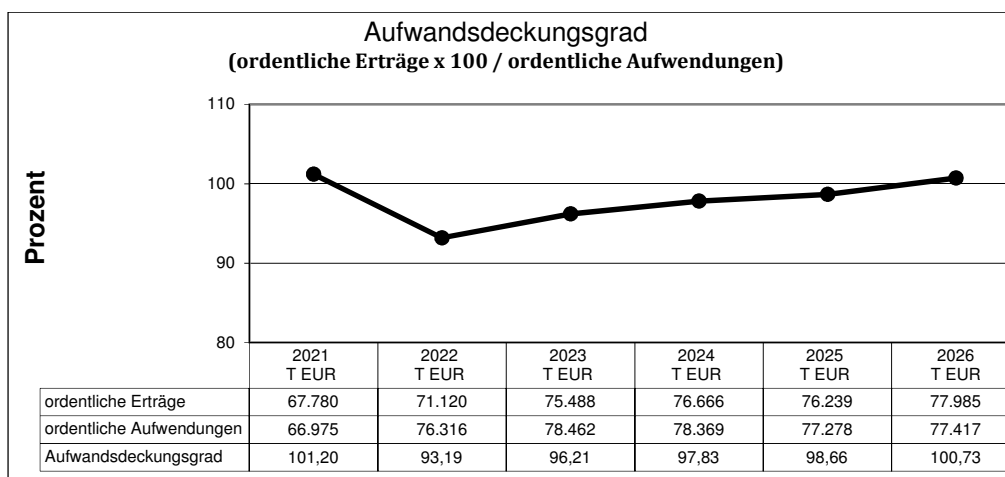 Aufwandsdeckungsgrad
(ordentliche Erträge x 100 / ordentliche Aufwendungen)
Prozent
110
100
90
80
2021 2022 2023 2024 2025 2026
T EUR T EUR T EUR T EUR T EUR T EUR
ordentliche Erträge 67.780 71.120 75.488 76.666 76.239 77.985
ordentliche Aufwendungen 66.975 76.316 78.462 78.369 77.278 77.417
Aufwandsdeckungsgrad 101,20 93,19 96,21 97,83 98,66 100,73